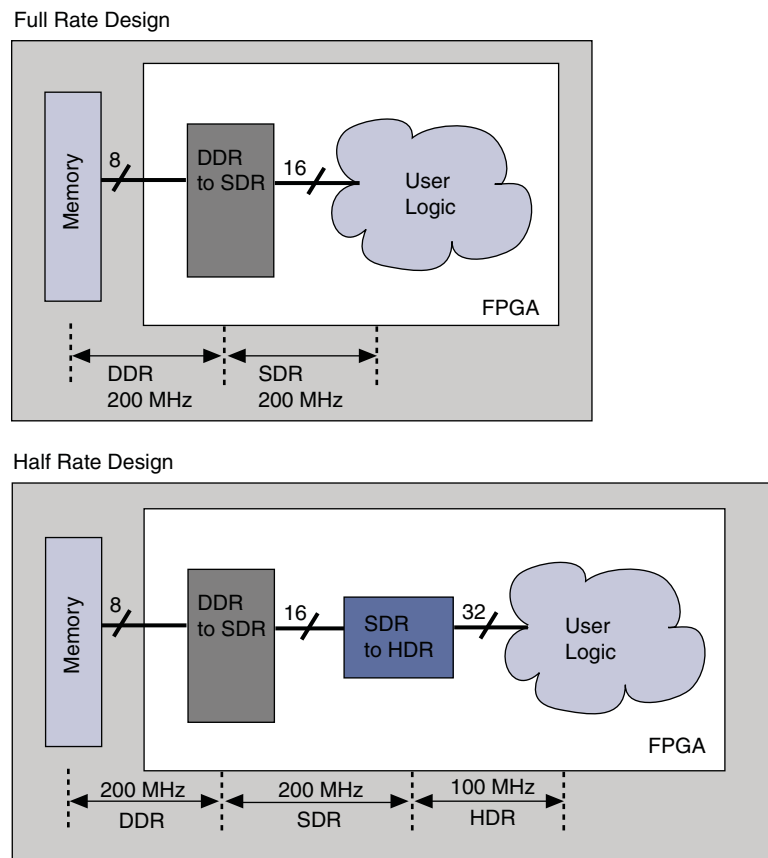 Full Rate Design
Memory
8
DDR
to SDR
16
User
Logic
FPGA
DDR
200 MHz
SDR
200 MHz
Half Rate Design
Memory
8
DDR
to SDR
16
SDR
to HDR
32
User
Logic
FPGA
200 MHz
DDR
200 MHz
SDR
100 MHz
HDR